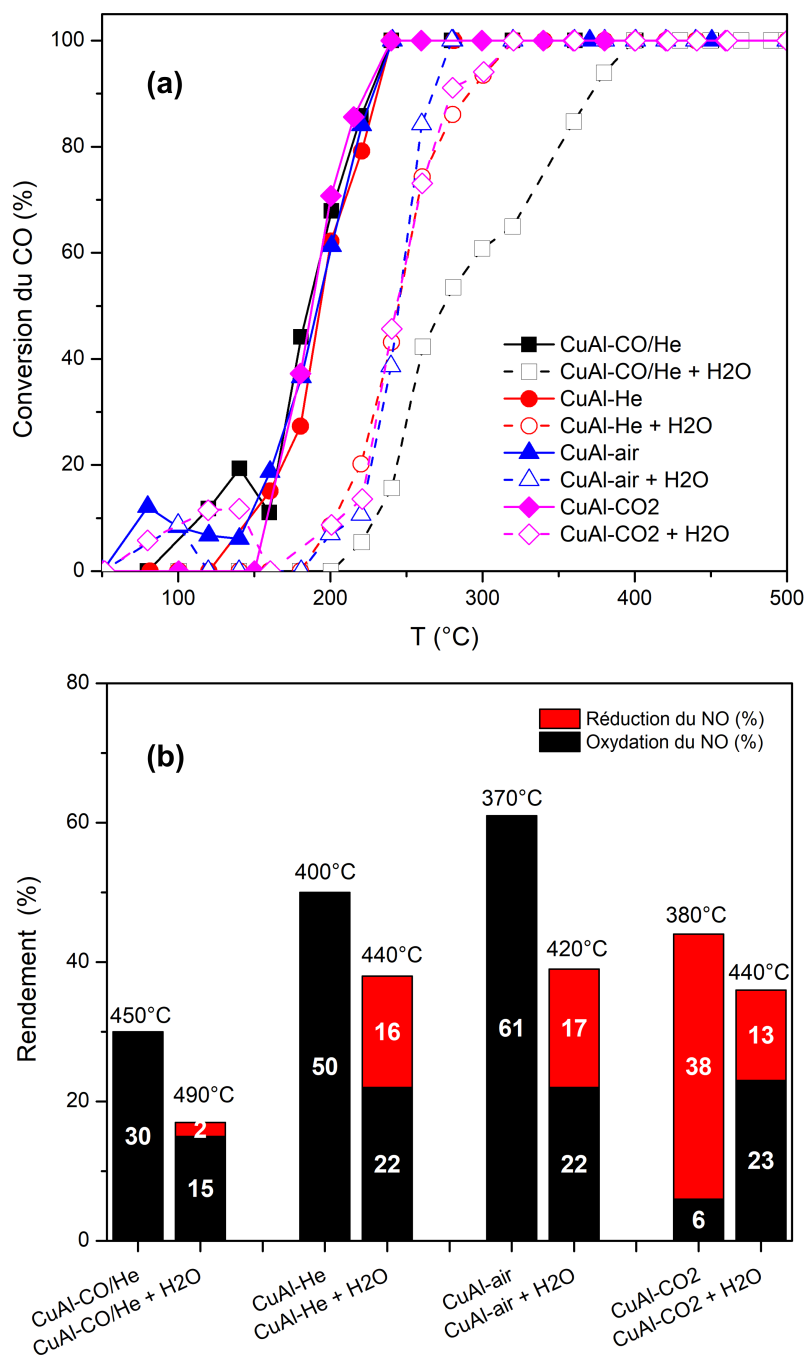 (a)
Conversion du CO (%)
100
80
60
40
20
0
100
200
300
400
500
T (°C)
CuAl-CO/He
CuAl-CO/He + H2O
CuAl-He
CuAl-He + H2O
CuAl-air
CuAl-air + H2O
CuAl-CO2
CuAl-CO2 + H2O
(b)
Rendement (%)
80
60
40
20
0
Réduction du NO (%)
Oxydation du NO (%)
450°C
490°C
400°C
440°C
370°C
420°C
380°C
440°C
30
2
15
50
16
22
61
17
22
38
6
13
23
CuAl-CO/He
CuAl-CO/He + H2O
CuAl-He
CuAl-He + H2O
CuAl-air
CuAl-air + H2O
CuAl-CO2
CuAl-CO2 + H2O